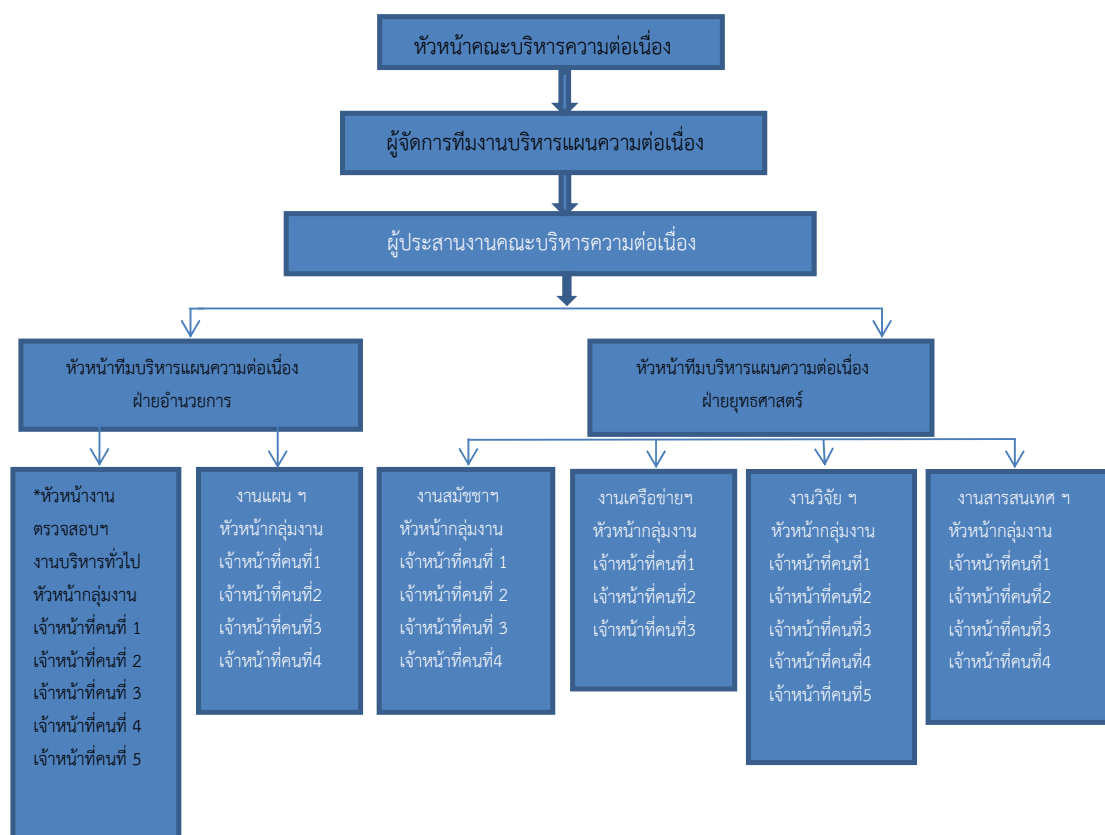 หัวหน้าคณะบริหารความต่อเนื่อง
ผู้จัดการทีมงานบริหารแผนความต่อเนื่อง
ผู้ประสานงานคณะบริหารความต่อเนื่อง
หัวหน้าทีมบริหารแผนความต่อเนื่อง
ฝ่ายอำนวยการ
หัวหน้าทีมบริหารแผนความต่อเนื่อง
ฝ่ายยุทธศาสตร์
*หัวหน้างาน
ตรวจสอบฯ
งานบริหารทั่วไป
หัวหน้ากลุ่มงาน
เจ้าหน้าที่คนที่ 1
เจ้าหน้าที่คนที่ 2
เจ้าหน้าที่คนที่ 3
เจ้าหน้าที่คนที่ 4
เจ้าหน้าที่คนที่ 5
งานแผน ฯ
หัวหน้ากลุ่มงาน
เจ้าหน้าที่คนที่1
เจ้าหน้าที่คนที่2
เจ้าหน้าที่คนที่3
เจ้าหน้าที่คนที่4
งานสมัชชาฯ
หัวหน้ากลุ่มงาน
เจ้าหน้าที่คนที่ 1
เจ้าหน้าที่คนที่ 2
เจ้าหน้าที่คนที่ 3
เจ้าหน้าที่คนที่4
งานเครือข่ายฯ
หัวหน้ากลุ่มงาน
เจ้าหน้าที่คนที่1
เจ้าหน้าที่คนที่2
เจ้าหน้าที่คนที่3
งานวิจัย ฯ
หัวหน้ากลุ่มงาน
เจ้าหน้าที่คนที่1
เจ้าหน้าที่คนที่2
เจ้าหน้าที่คนที่3
เจ้าหน้าที่คนที่4
เจ้าหน้าที่คนที่5
งานสารสนเทศ ฯ
หัวหน้ากลุ่มงาน
เจ้าหน้าที่คนที่1
เจ้าหน้าที่คนที่2
เจ้าหน้าที่คนที่3
เจ้าหน้าที่คนที่4